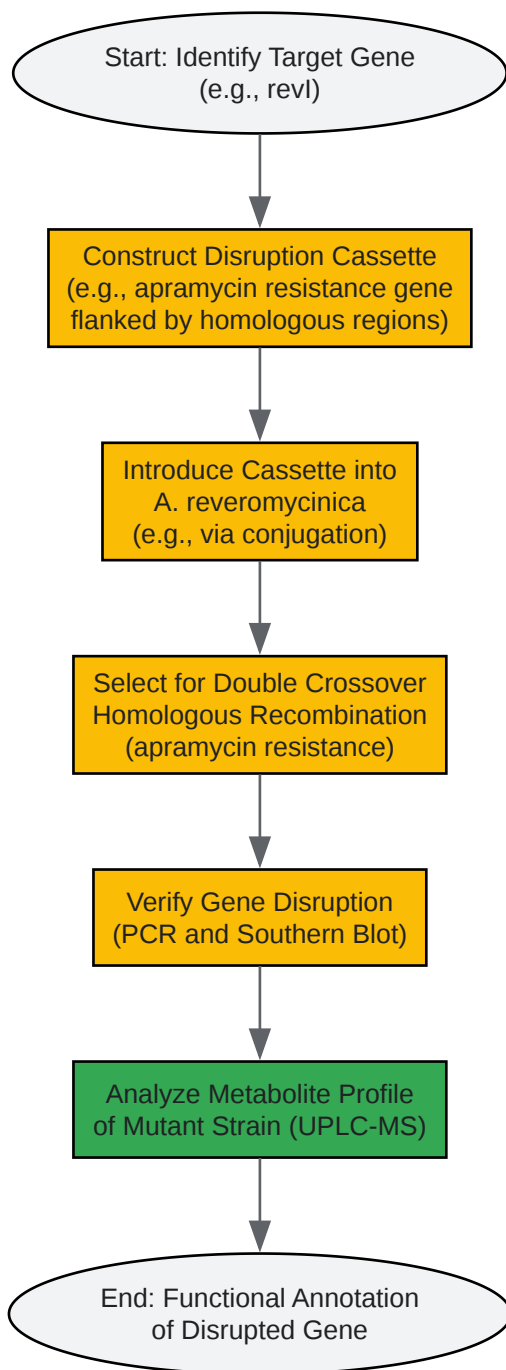 Start: Identify Target Gene
(e.g., revI)
Construct Disruption Cassette
(e.g., apramycin resistance gene
flanked by homologous regions)
Introduce Cassette into
A. reveromycinica
(e.g., via conjugation)
Select for Double Crossover
Homologous Recombination
(apramycin resistance)
Verify Gene Disruption
(PCR and Southern Blot)
Analyze Metabolite Profile
of Mutant Strain (UPLC-MS)
End: Functional Annotation
of Disrupted Gene